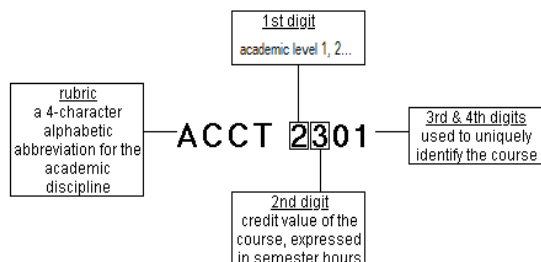 1st digit
academic level 1, 2...
rubric
a 4-character
alphabetic
abbreviation for the
academic
discipline
ACCT 2301
3rd & 4th digits
used to uniquely
identify the course
2nd digit
credit value of the
course, expressed
in semester hours